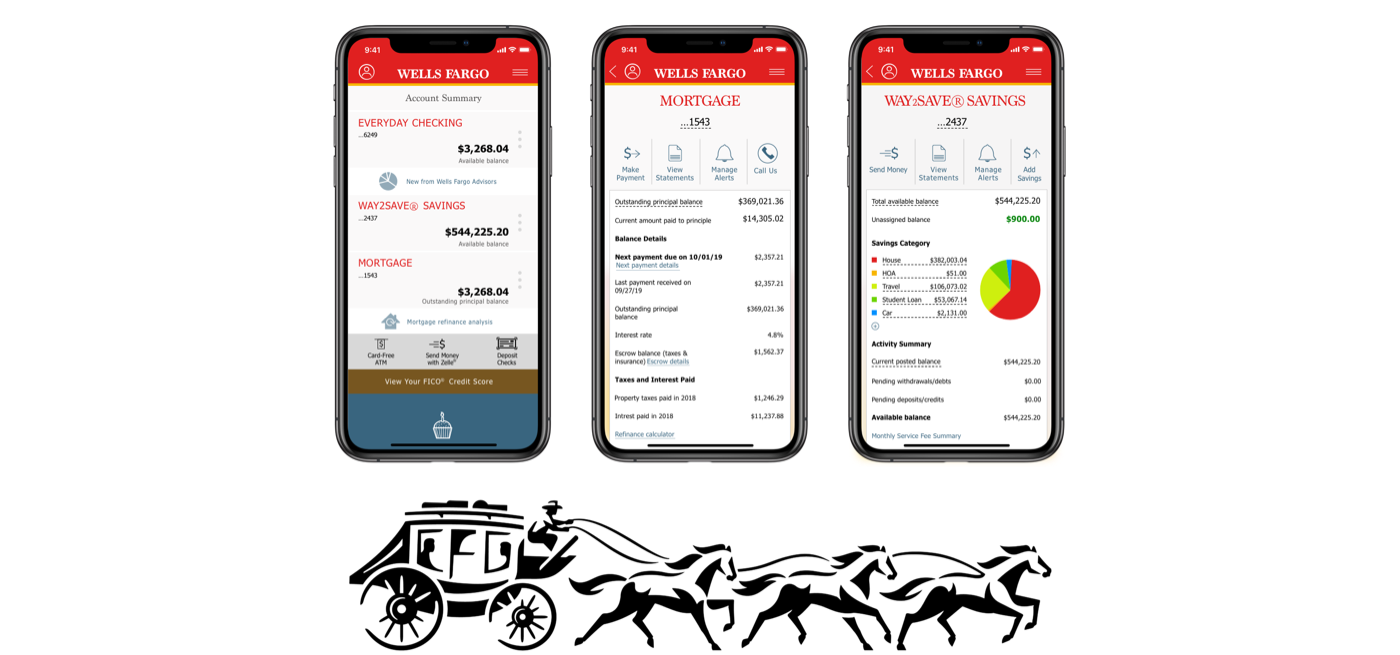 9:41
WELLS FARGO
Account Summary
EVERYDAY CHECKING
...6249
$3,268.04
Available balance
New from Wells Fargo Advisors
WAY2SAVE® SAVINGS
...2437
$544,225.20
Available balance
MORTGAGE
...1543
$3,268.04
Outstanding principal balance
Mortgage refinance analysis
Card-Free
ATM
Send Money
with Zelle®
Deposit
Checks
View Your FICO® Credit Score
9:41
WELLS FARGO
MORTGAGE
...1543
Make
Payment
View
Statements
Manage
Alerts
Call Us
Outstanding principal balance $369,021.36
Current amount paid to principle $14,305.02
Balance Details
Next payment due on 10/01/19 $2,357.21
Next payment details
Last payment received on $2,357.21
09/27/19
Outstanding principal $369,021.36
balance
Interest rate 4.8%
Escrow balance (taxes & $1,562.37
insurance) Escrow details
Taxes and Interest Paid
Property taxes paid in 2018 $1,246.29
Intrest paid in 2018 $11,237.88
Refinance calculator
9:41
WELLS FARGO
WAY2SAVE® SAVINGS
...2437
Send Money
View
Statements
Manage
Alerts
Add
Savings
Total available balance $544,225.20
Unassigned balance $900.00
Savings Category
House $382,003.04
HOA $51.00
Travel $106,073.02
Student Loan $53,067.14
Car $2,131.00
Activity Summary
Current posted balance $544,225.20
Pending withdrawals/debts $0.00
Pending deposits/credits $0.00
Available balance $544,225.20
Monthly Service Fee Summary